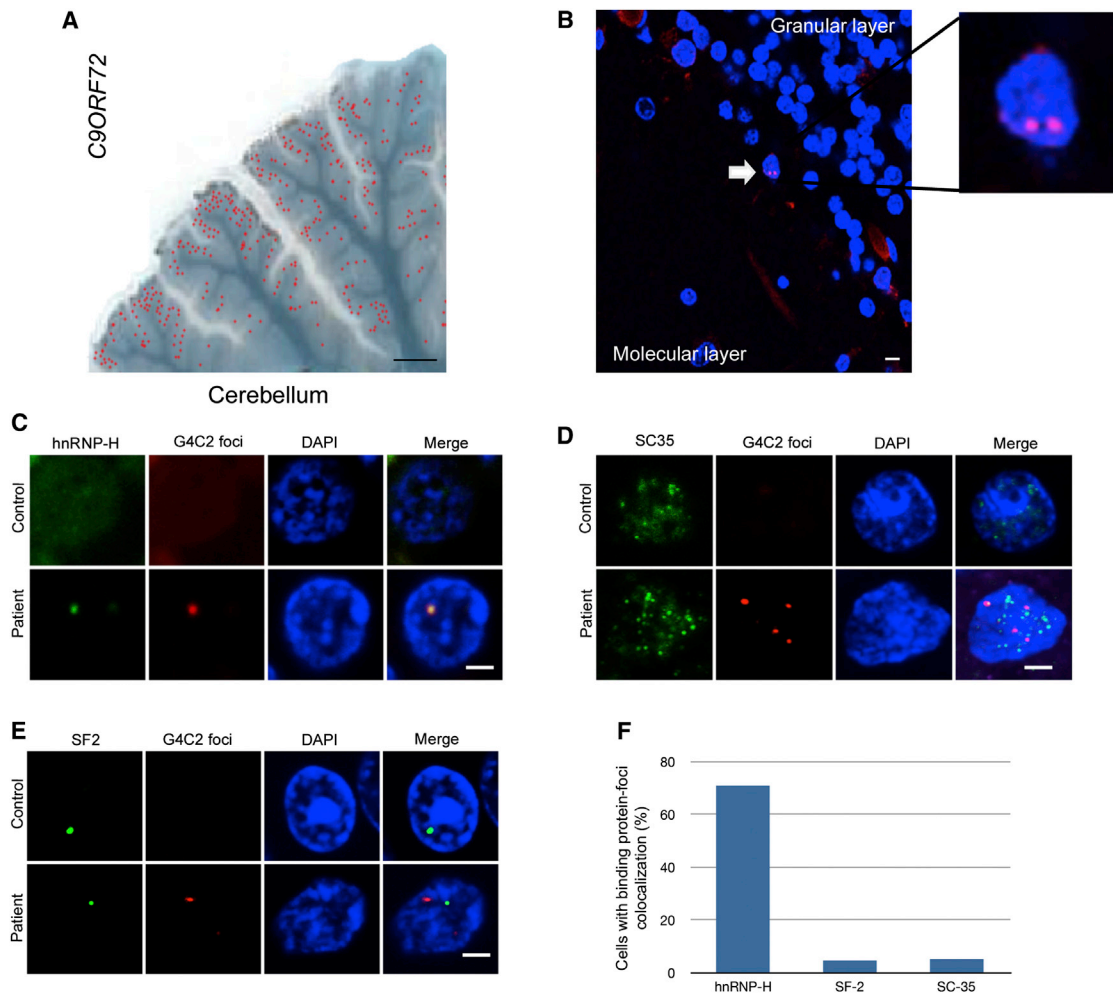 A
C9ORF72
Cerebellum
B
Granular layer
Molecular layer
C
hnRNP-H G4C2 foci DAPI Merge
Control
Patient
D
SC35 G4C2 foci DAPI Merge
Control
Patient
E
SF2 G4C2 foci DAPI Merge
Control
Patient
F
Cells with binding protein-foci
colocalization (%)
80
60
40
20
0
hnRNP-H SF-2 SC-35